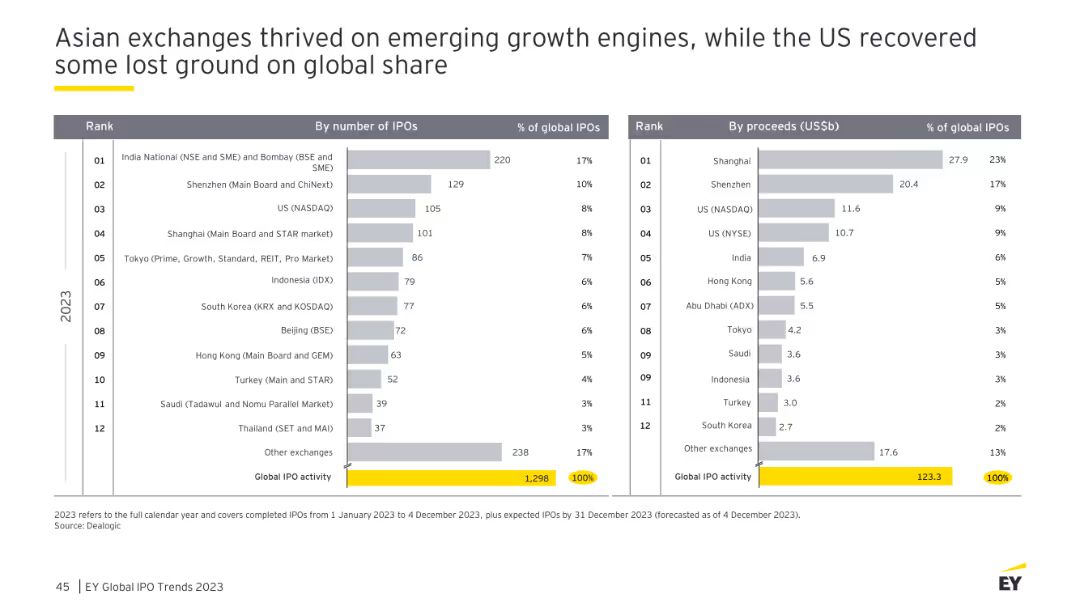 Asian exchanges thrived on emerging growth engines, while the US recovered
some lost ground on global share
Rank By number of IPOs % of global IPOs
2023
01 India National (NSE and SME) and Bombay (BSE and
SME) 220 17%
02 Shenzhen (Main Board and ChiNext) 129 10%
03 US (NASDAQ) 105 8%
04 Shanghai (Main Board and STAR market) 101 8%
05 Tokyo (Prime, Growth, Standard, REIT, Pro Market) 86 7%
06 Indonesia (IDX) 79 6%
07 South Korea (KRX and KOSDAQ) 77 6%
08 Beijing (BSE) 72 6%
09 Hong Kong (Main Board and GEM) 63 5%
10 Turkey (Main and STAR) 52 4%
11 Saudi (Tadawul and Nomu Parallel Market) 39 3%
12 Thailand (SET and MAI) 37 3%
Other exchanges 238 17%
Global IPO activity 1,298 100%
Rank By proceeds (US$b) % of global IPOs
01 Shanghai 27.9 23%
02 Shenzhen 20.4 17%
03 US (NASDAQ) 11.6 9%
04 US (NYSE) 10.7 9%
05 India 6.9 6%
06 Hong Kong 5.6 5%
07 Abu Dhabi (ADX) 5.5 5%
08 Tokyo 4.2 3%
09 Saudi 3.6 3%
09 Indonesia 3.6 3%
11 Turkey 3.0 2%
12 South Korea 2.7 2%
Other exchanges 17.6 13%
Global IPO activity 123.3 100%
2023 refers to the full calendar year and covers completed IPOs from 1 January 2023 to 4 December 2023, plus expected IPOs by 31 December 2023 (forecasted as of 4 December 2023).
Source: Dealogic
45 | EY Global IPO Trends 2023
EY